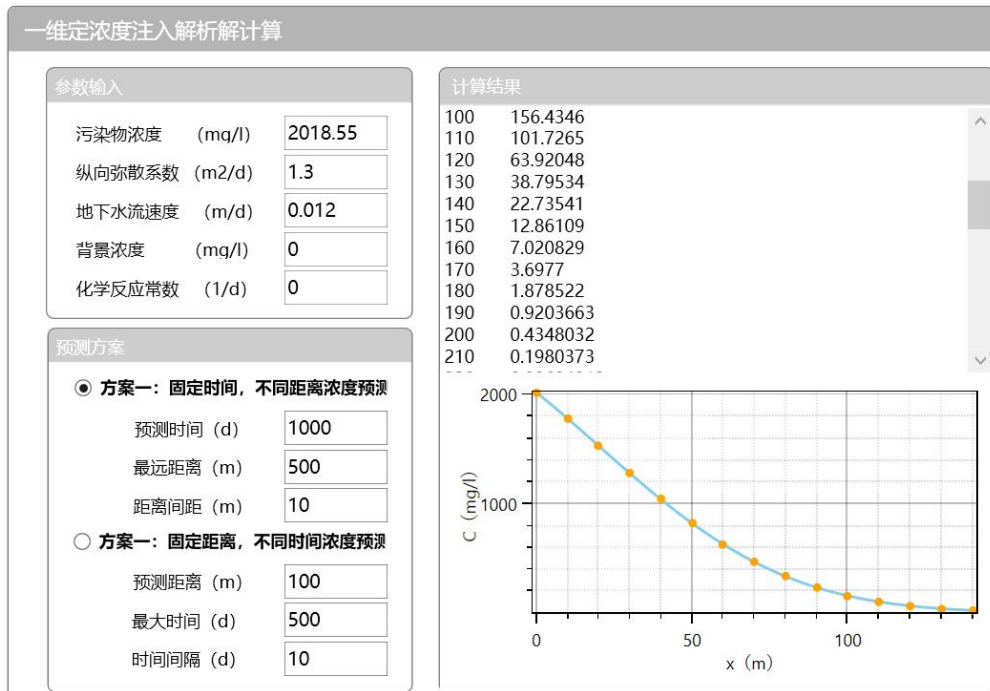 一维定浓度注入解析解计算
参数输入
污染物浓度 (mg/l) 2018.55
纵向弥散系数 (m2/d) 1.3
地下水流速度 (m/d) 0.012
背景浓度 (mg/l) 0
化学反应常数 (1/d) 0
预测方案
方案一：固定时间，不同距离浓度预测
预测时间（d） 1000
最远距离（m） 500
距离间距（m） 10
方案一：固定距离，不同时间浓度预测
预测距离（m） 100
最大时间（d） 500
时间间隔（d） 10
计算结果
100 156.4346
110 101.7265
120 63.92048
130 38.79534
140 22.73541
150 12.86109
160 7.020829
170 3.6977
180 1.878522
190 0.9203663
200 0.4348032
210 0.1980373
2000
1000
C（mg/l）
0 50 100
x（m）